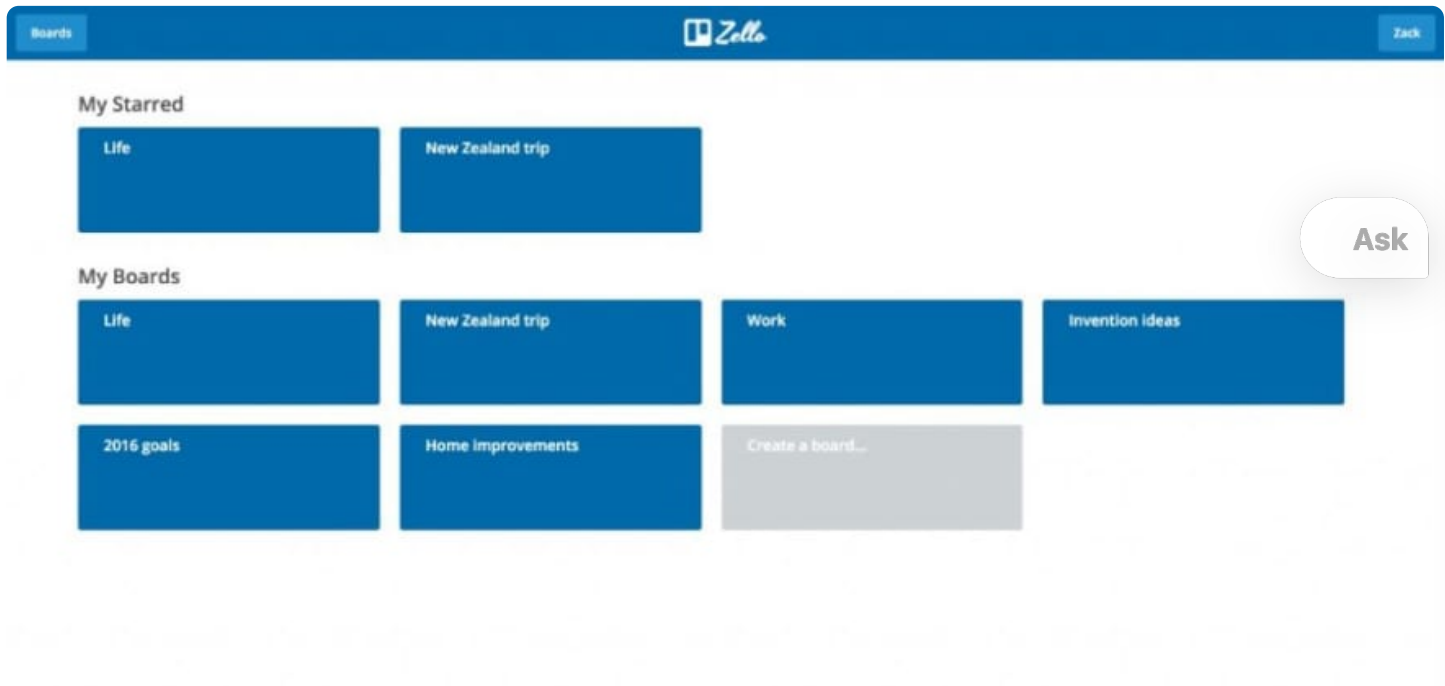 Boards
Zello
Zack
My Starred
Life
New Zealand trip
Ask
My Boards
Life
New Zealand trip
Work
Invention ideas
2016 goals
Home improvements
Create a board...